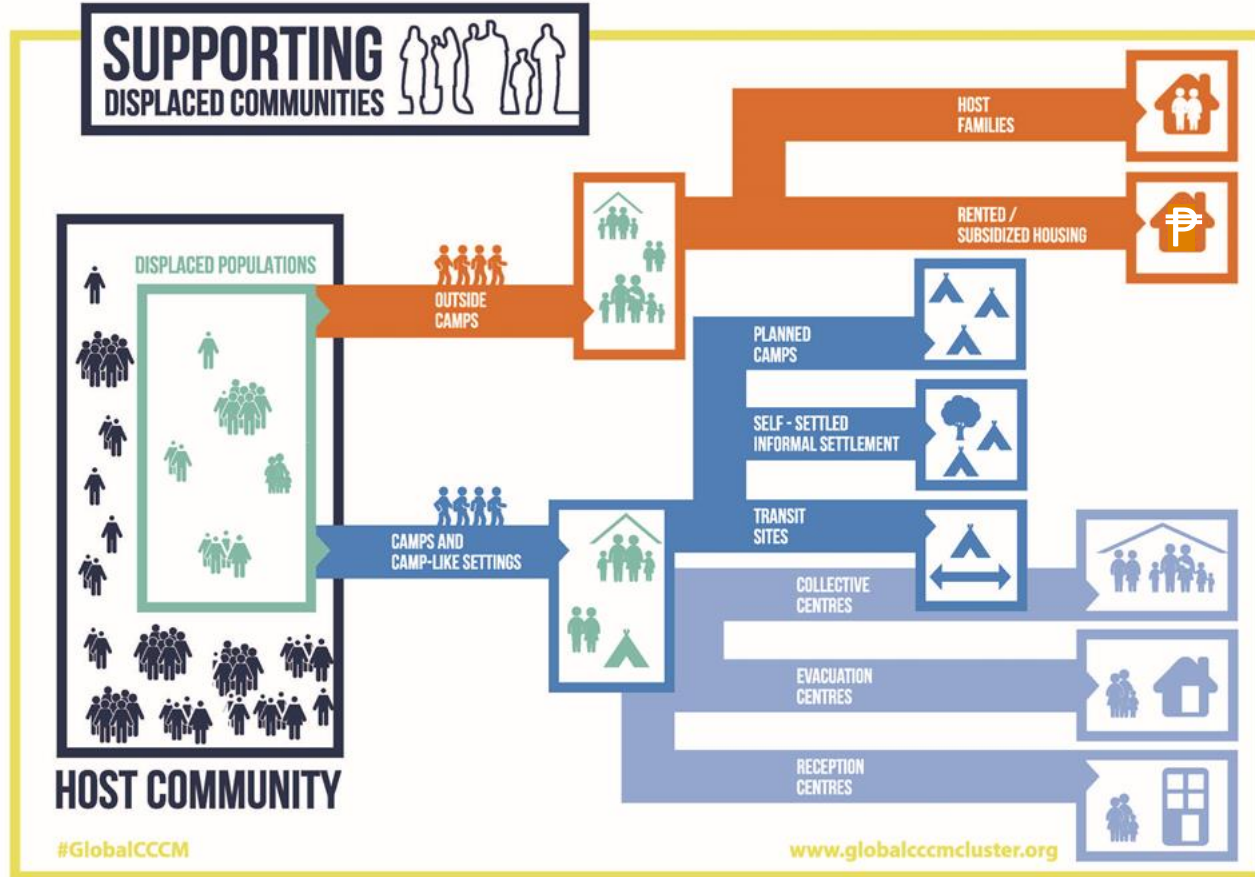 SUPPORTING
DISPLACED COMMUNITIES
HOST
FAMILIES
RENTED /
SUBSIDIZED HOUSING
₱
DISPLACED POPULATIONS
OUTSIDE
CAMPS
PLANNED
CAMPS
SELF - SETTLED
INFORMAL SETTLEMENT
TRANSIT
SITES
CAMPS AND
CAMP-LIKE SETTINGS
COLLECTIVE
CENTRES
EVACUATION
CENTRES
RECEPTION
CENTRES
HOST COMMUNITY
#GlobalCCCM
www.globalcccmcluster.org